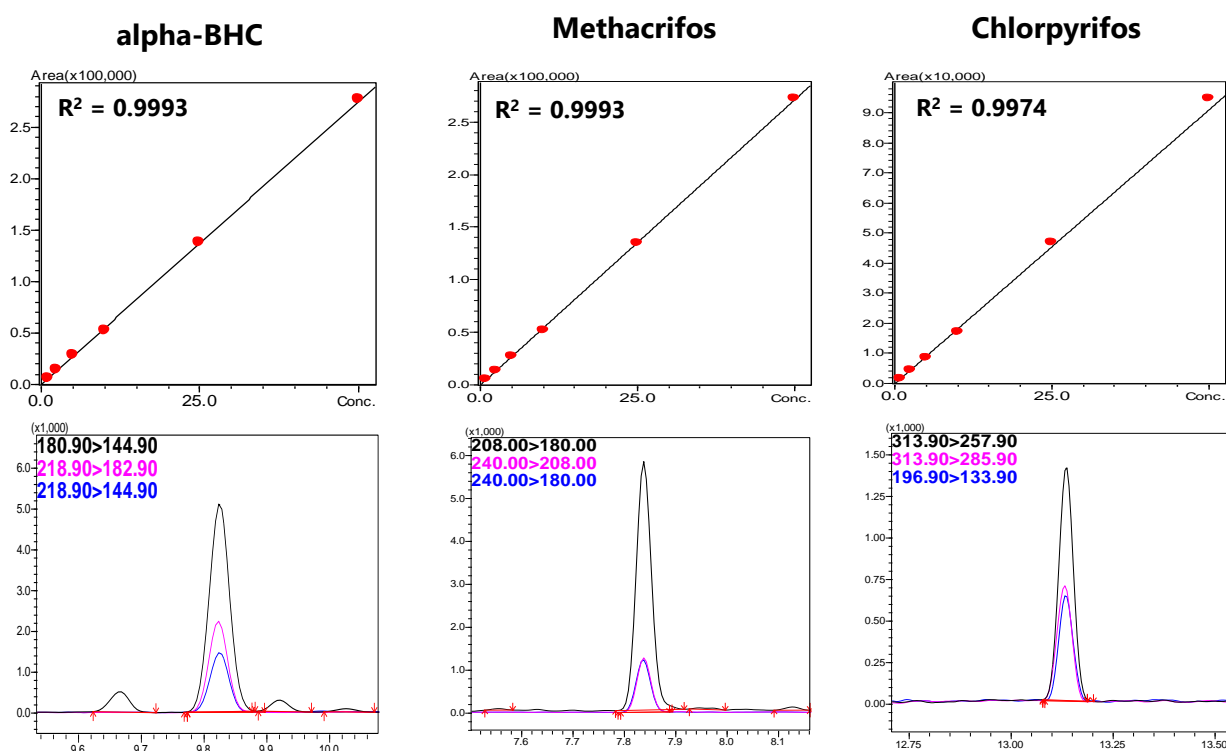 alpha-BHC
Area(x100,000)
R² = 0.9993
2.5
2.0
1.5
1.0
0.5
0.0
0.0 25.0 Conc.
Methacrifos
Area(x100,000)
R² = 0.9993
2.5
2.0
1.5
1.0
0.5
0.0
0.0 25.0 Conc.
Chlorpyrifos
Area(x10,000)
R² = 0.9974
9.0
8.0
7.0
6.0
5.0
4.0
3.0
2.0
1.0
0.0
0.0 25.0 Conc.
(x1,000)
180.90>144.90
218.90>182.90
218.90>144.90
6.0
5.0
4.0
3.0
2.0
1.0
0.0
9.6 9.7 9.8 9.9 10.0
(x1,000)
208.00>180.00
240.00>208.00
240.00>180.00
6.0
5.0
4.0
3.0
2.0
1.0
0.0
7.6 7.7 7.8 7.9 8.0 8.1
(x1,000)
313.90>257.90
313.90>285.90
196.90>133.90
1.50
1.25
1.00
0.75
0.50
0.25
0.00
12.75 13.00 13.25 13.50